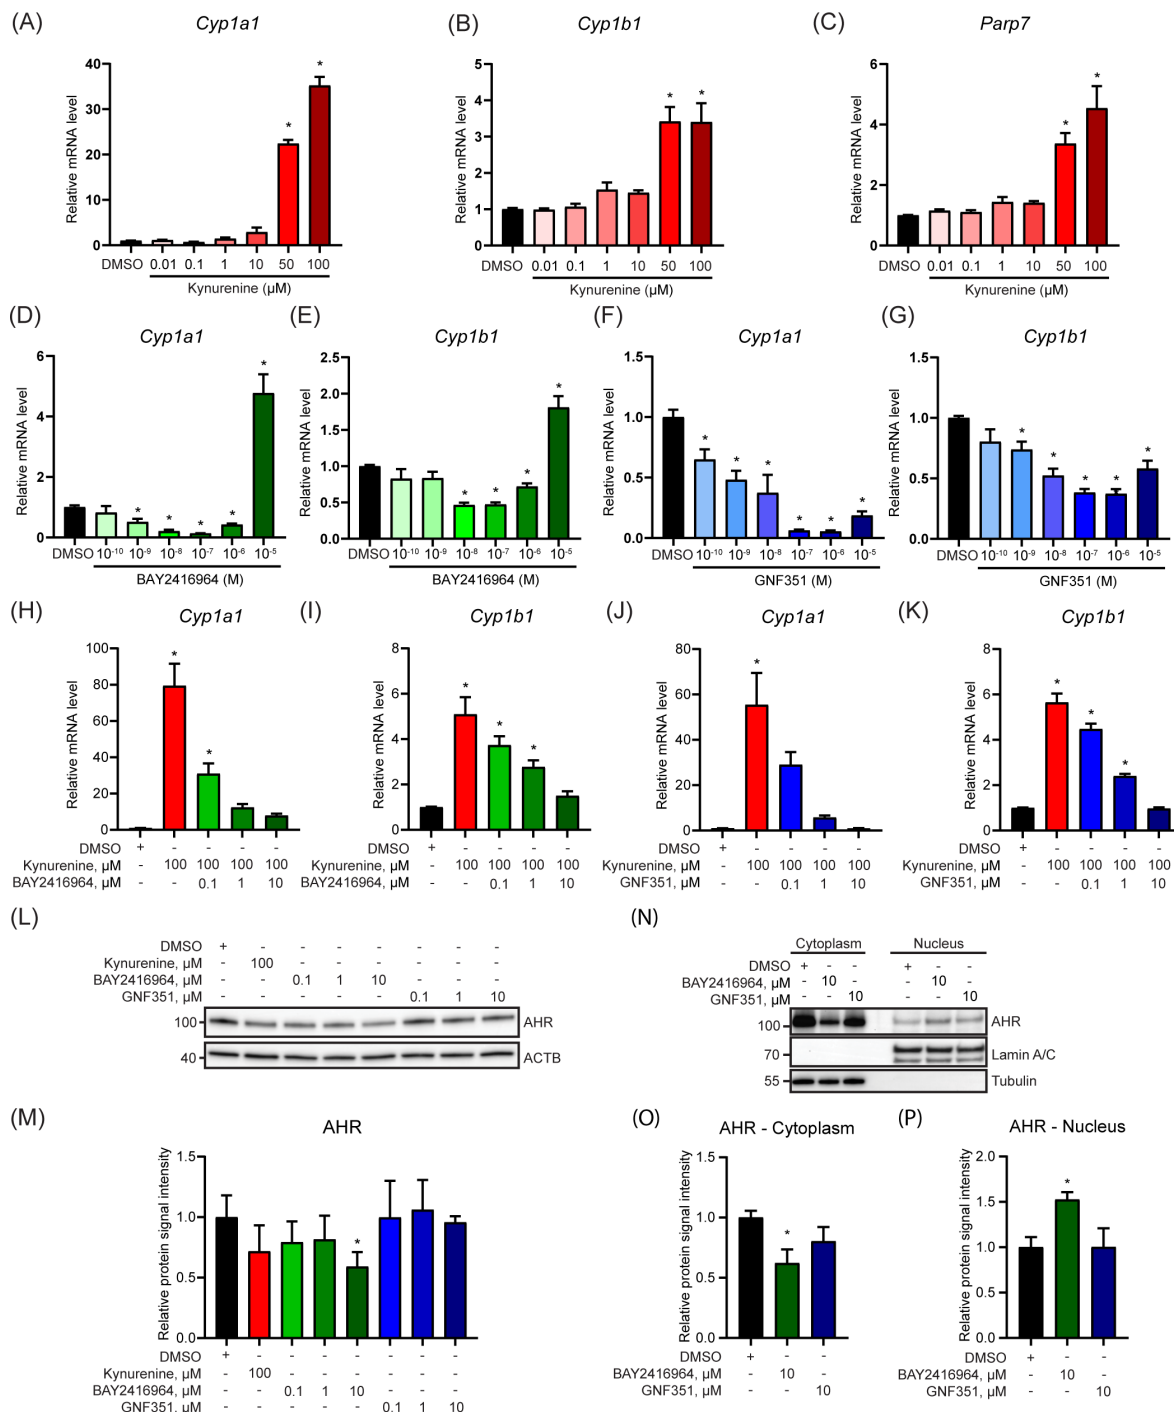 (A)
Cyp1a1
Relative mRNA level
40
30
20
10
0
DMSO 0.01 0.1 1 10 50 100
* *
Kynurenine (µM)
(B)
Cyp1b1
Relative mRNA level
5
4
3
2
1
0
DMSO 0.01 0.1 1 10 50 100
* *
Kynurenine (µM)
(C)
Parp7
Relative mRNA level
6
4
2
0
DMSO 0.01 0.1 1 10 50 100
* *
Kynurenine (µM)
(D)
Cyp1a1
Relative mRNA level
6
4
2
0
* * * * *
DMSO 10-10 10-9 10-8 10-7 10-6 10-5
BAY2416964 (M)
(E)
Cyp1b1
Relative mRNA level
2.5
2.0
1.5
1.0
0.5
0.0
* * * *
DMSO 10-10 10-9 10-8 10-7 10-6 10-5
BAY2416964 (M)
(F)
Cyp1a1
Relative mRNA level
1.5
1.0
0.5
0.0
* * * * * *
DMSO 10-10 10-9 10-8 10-7 10-6 10-5
GNF351 (M)
(G)
Cyp1b1
Relative mRNA level
1.5
1.0
0.5
0.0
* * * * *
DMSO 10-10 10-9 10-8 10-7 10-6 10-5
GNF351 (M)
(H)
Cyp1a1
Relative mRNA level
100
80
60
40
20
0
* *
DMSO + - - - -
Kynurenine, µM - 100 100 100 100
BAY2416964, µM - - 0.1 1 10
(I)
Cyp1b1
Relative mRNA level
8
6
4
2
0
* * *
DMSO + - - - -
Kynurenine, µM - 100 100 100 100
BAY2416964, µM - - 0.1 1 10
(J)
Cyp1a1
Relative mRNA level
80
60
40
20
0
*
DMSO + - - - -
Kynurenine, µM - 100 100 100 100
GNF351, µM - - 0.1 1 10
(K)
Cyp1b1
Relative mRNA level
8
6
4
2
0
* * *
DMSO + - - - -
Kynurenine, µM - 100 100 100 100
GNF351, µM - - 0.1 1 10
(L)
DMSO + - - - - - - -
Kynurenine, µM - 100 - - - - - -
BAY2416964, µM - - 0.1 1 10 - - -
GNF351, µM - - - - - 0.1 1 10
100 AHR
40 ACTB
(N)
Cytoplasm Nucleus
DMSO + - - + - -
BAY2416964, µM - 10 - - 10 -
GNF351, µM - - 10 - - 10
100 AHR
70 Lamin A/C
55 Tubulin
(M)
AHR
Relative protein signal intensity
1.5
1.0
0.5
0.0
*
DMSO + - - - - - - -
Kynurenine, µM - 100 - - - - - -
BAY2416964, µM - - 0.1 1 10 - - -
GNF351, µM - - - - - 0.1 1 10
(O)
AHR - Cytoplasm
Relative protein signal intensity
1.5
1.0
0.5
0.0
*
DMSO + - -
BAY2416964, µM - 10 -
GNF351, µM - - 10
(P)
AHR - Nucleus
Relative protein signal intensity
2.0
1.5
1.0
0.5
0.0
*
DMSO + - -
BAY2416964, µM - 10 -
GNF351, µM - - 10